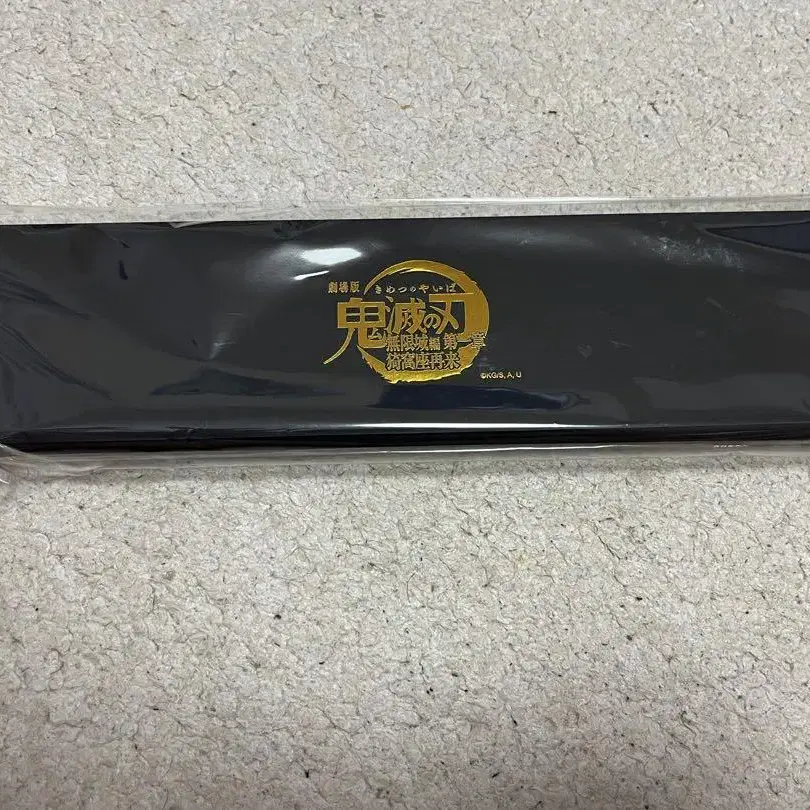 劇場版 きめつのやいば
鬼滅の刃
無限城編 第一章
猗窩座再来
©KG/S, A, U